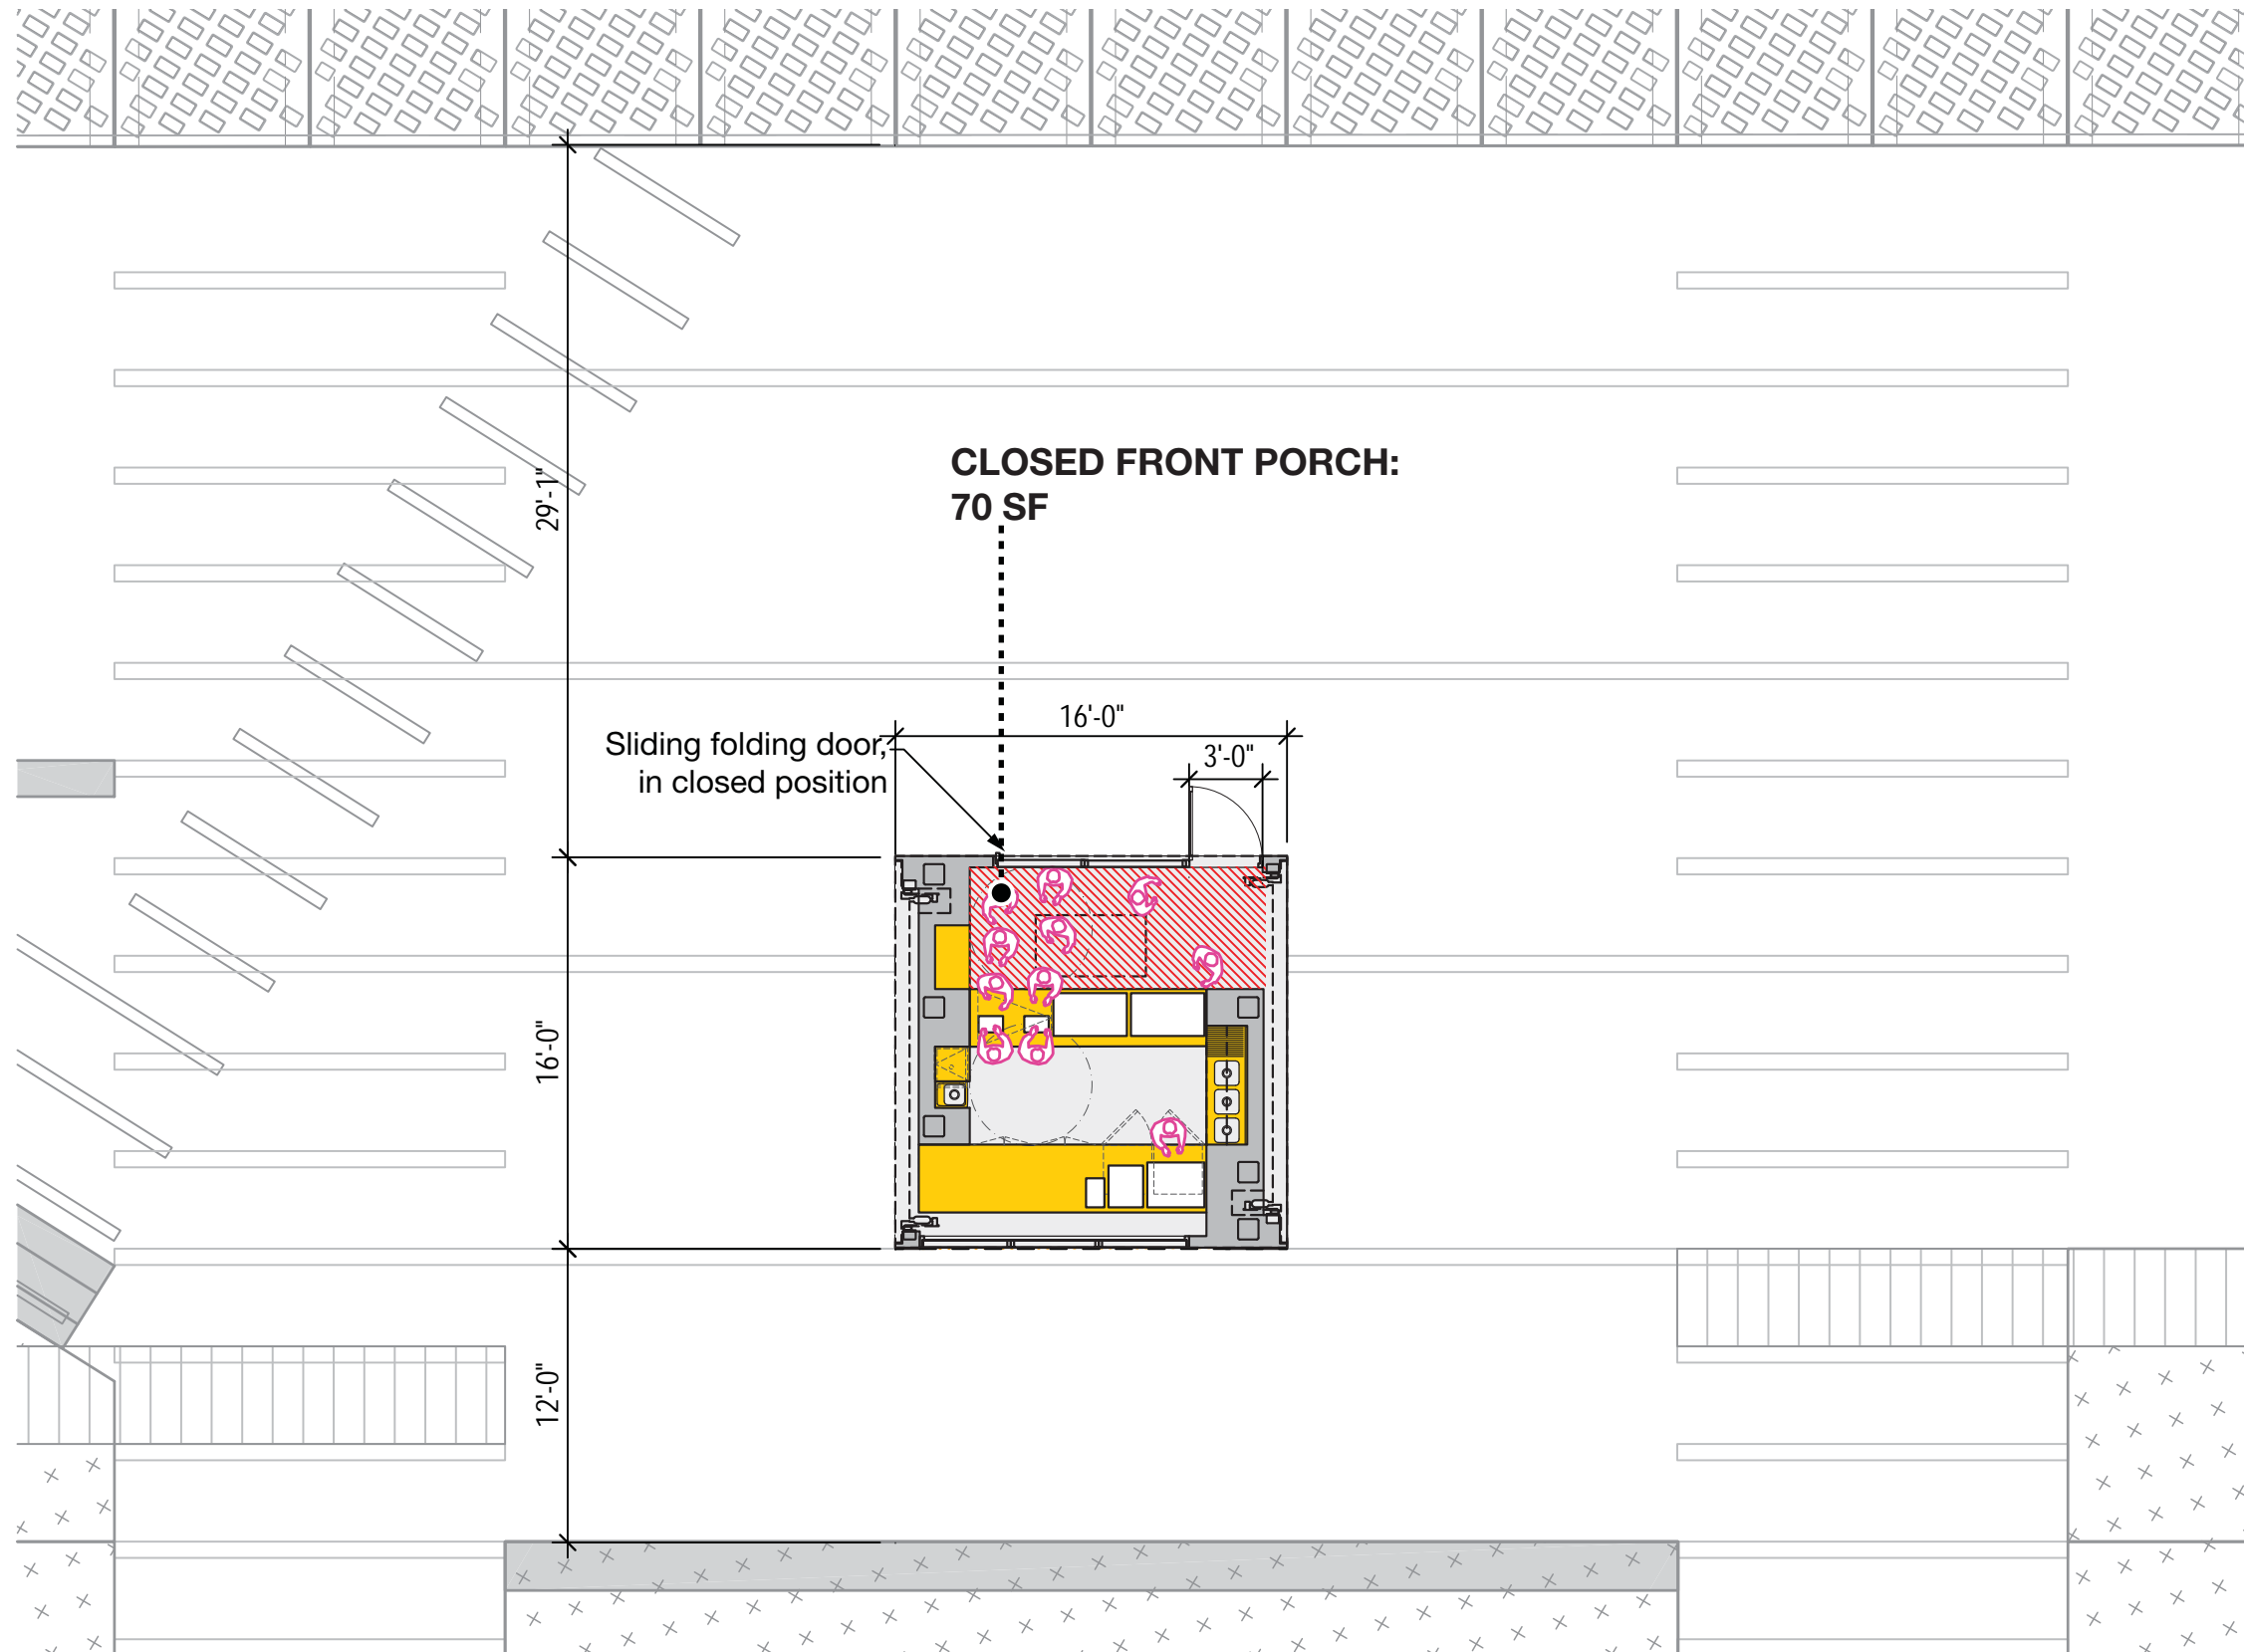 CLOSED FRONT PORCH:
70 SF
29'-1"
16'-0"
Sliding folding door,
in closed position
3'-0"
16'-0"
12'-0"